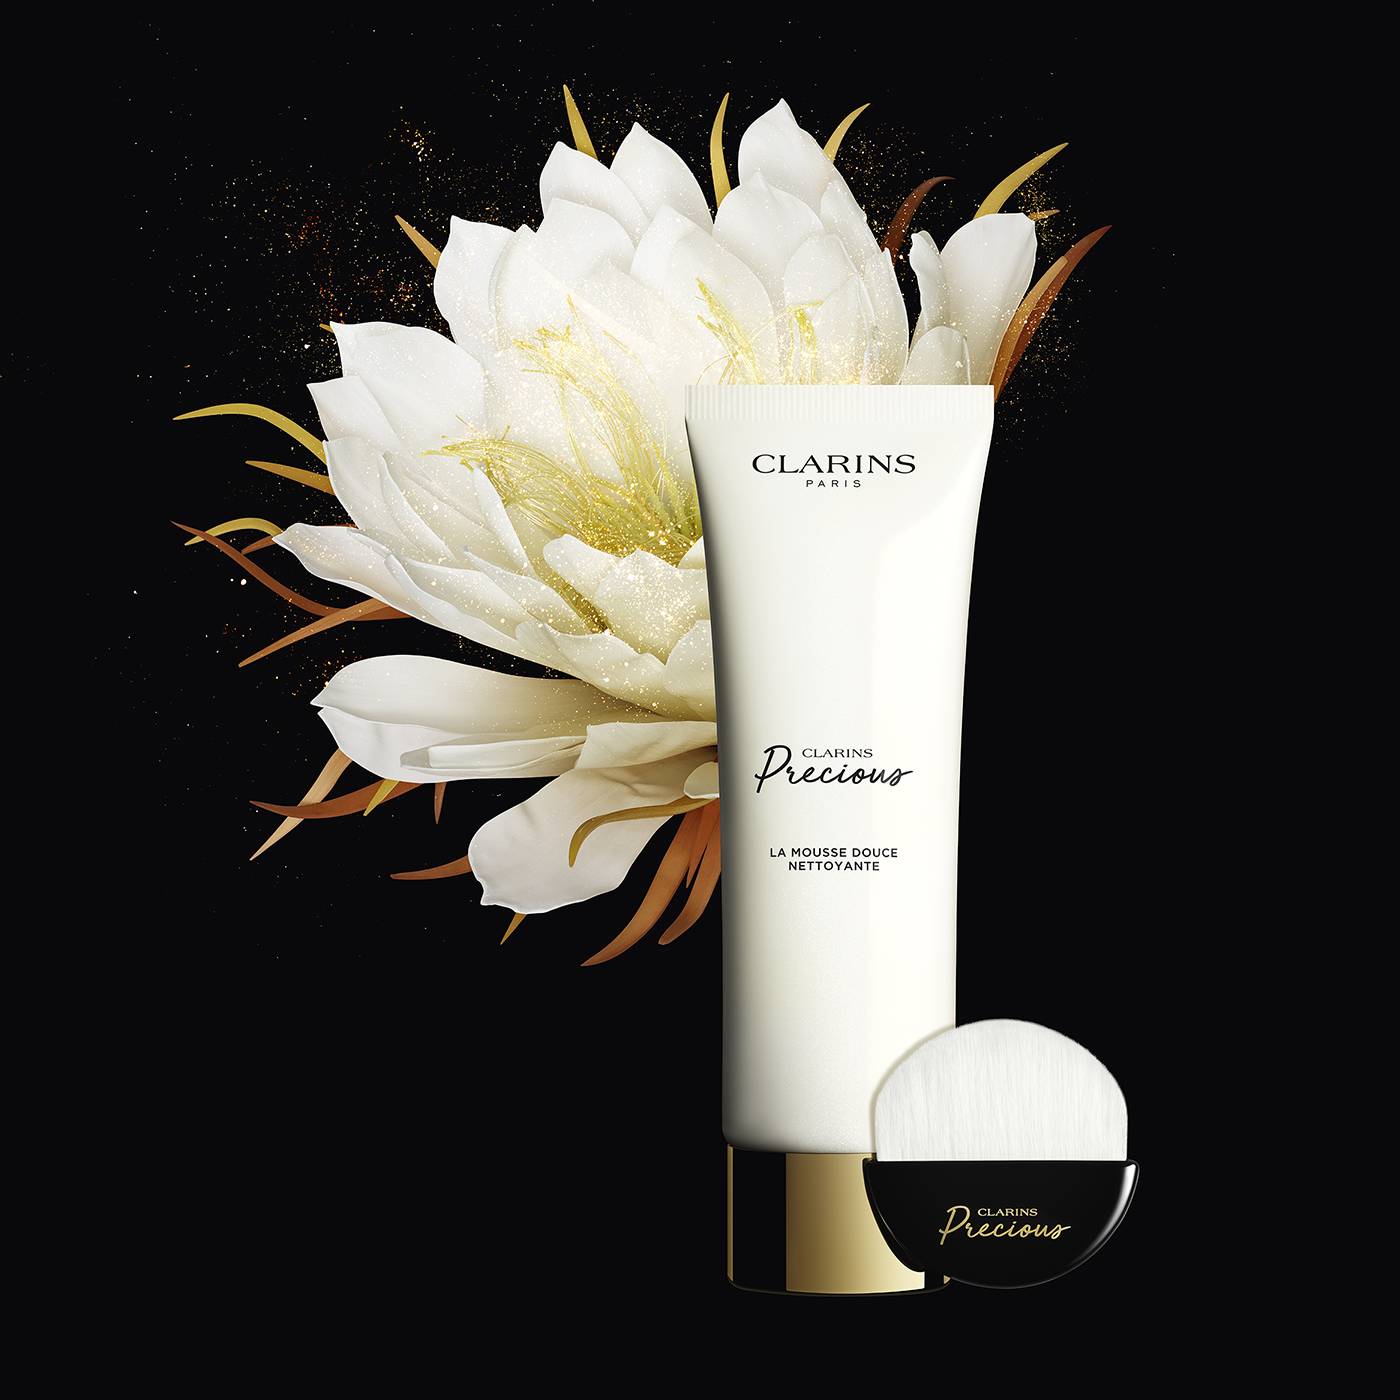 CLARINS
PARIS
CLARINS
Precious
LA MOUSSE DOUCE
NETTOYANTE
CLARINS
Precious